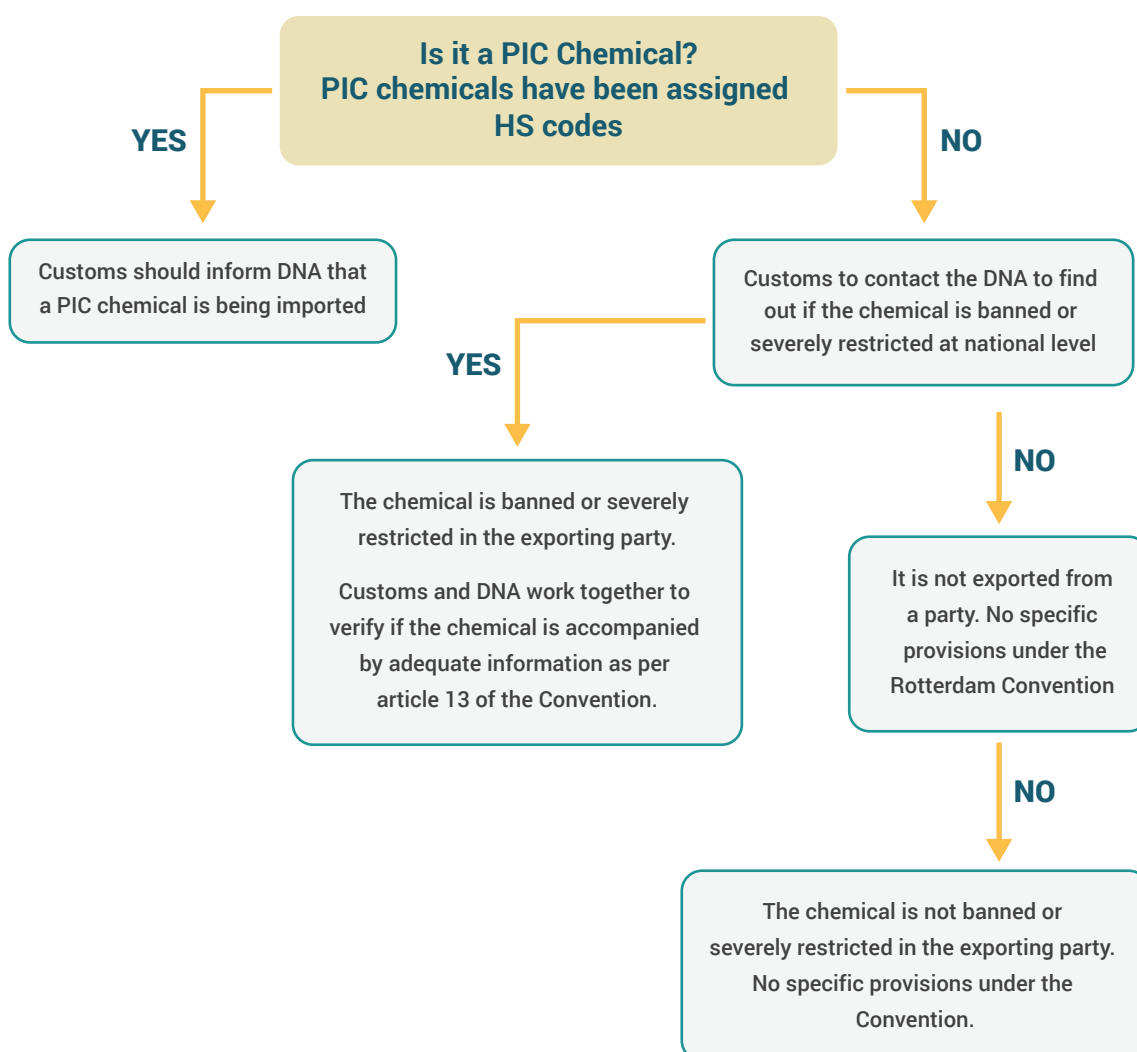 Is it a PIC Chemical?
PIC chemicals have been assigned
HS codes
YES
NO
Customs should inform DNA that
a PIC chemical is being imported
Customs to contact the DNA to find
out if the chemical is banned or
severely restricted at national level
YES
NO
The chemical is banned or severely
restricted in the exporting party.
Customs and DNA work together to
verify if the chemical is accompanied
by adequate information as per
article 13 of the Convention.
It is not exported from
a party. No specific
provisions under the
Rotterdam Convention
NO
The chemical is not banned or
severely restricted in the exporting party.
No specific provisions under the
Convention.